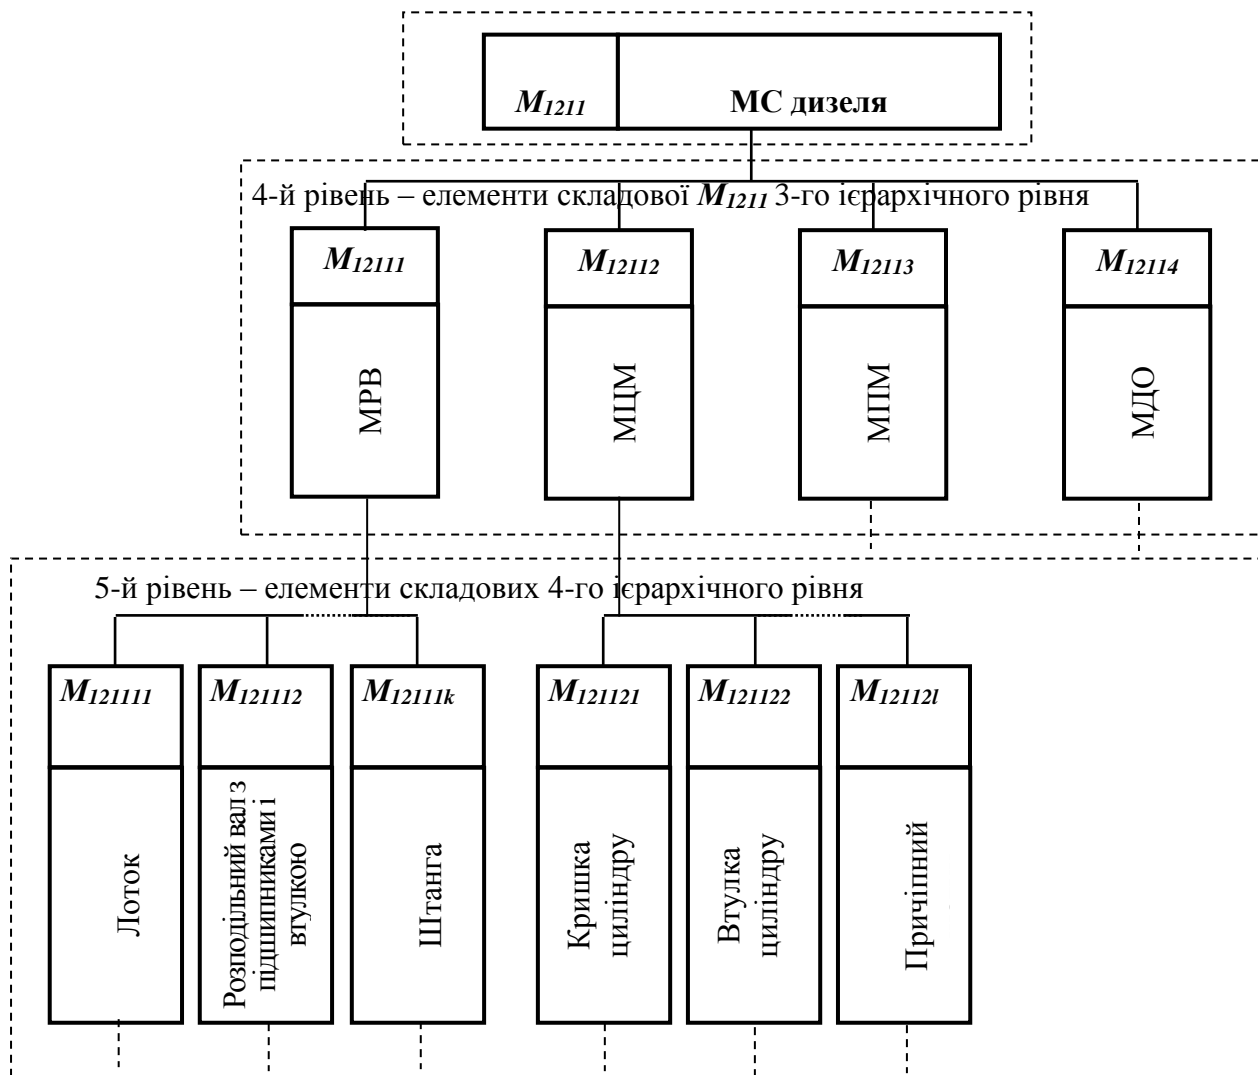 M1211 МС дизеля
4-й рівень – елементи складової M1211 3-го ієрархічного рівня
M12111
M12112
M12113
M12114
МРВ
МЦМ
МПМ
МДО
5-й рівень – елементи складових 4-го ієрархічного рівня
M121111
M121112
M12111k
M121121
M121122
M12112l
Лоток
Розподільний вал з
підшипниками і
втулкою
Штанга
Кришка
циліндру
Втулка
циліндру
Причіпний